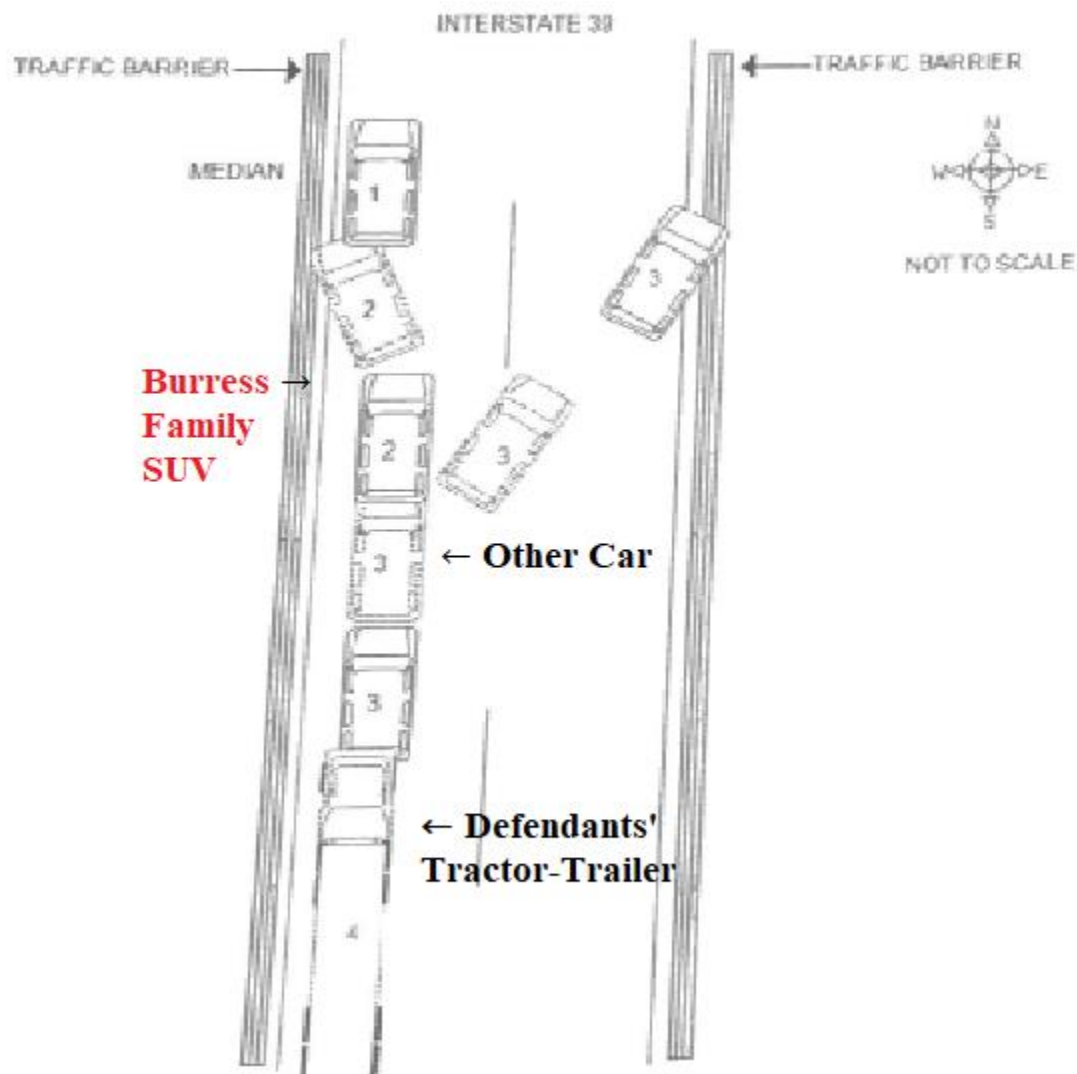 INTERSTATE 39
TRAFFIC BARRIER
TRAFFIC BARRIER
MEDIAN
N
W E
S
NOT TO SCALE
1
2
3
Burress →
Family
SUV
2
3
3
← Other Car
3
← Defendants'
Tractor-Trailer
4